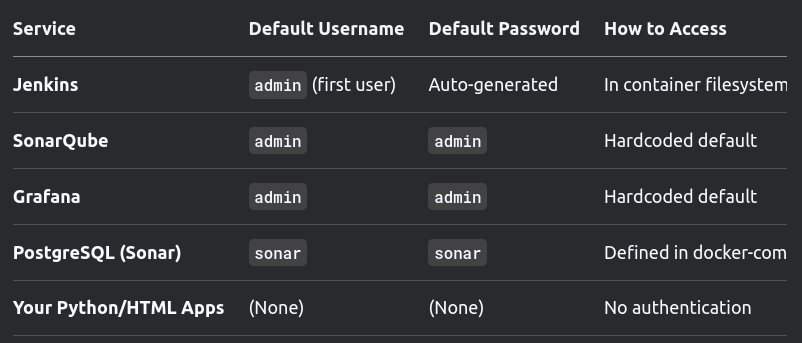 Service Default Username Default Password How to Access
Jenkins admin (first user) Auto-generated In container filesystem
SonarQube admin admin Hardcoded default
Grafana admin admin Hardcoded default
PostgreSQL (Sonar) sonar sonar Defined in docker-com
Your Python/HTML Apps (None) (None) No authentication